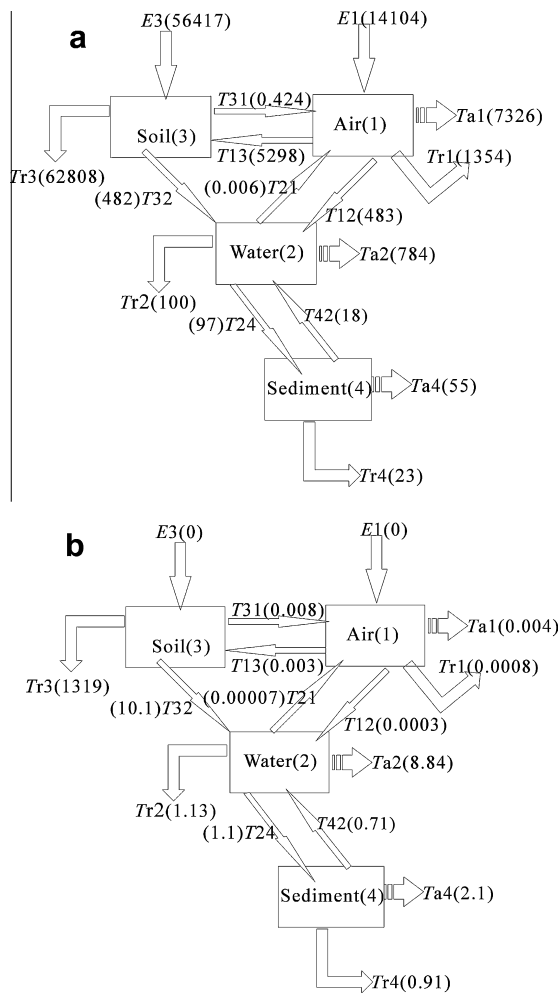 a
E3(56417) E1(14104)
T31(0.424)
Soil(3) Air(1) Ta1(7326)
T13(5298) Tr1(1354)
Tr3(62808)
(482)T32 (0.006)T21
T12(483)
Water(2) Ta2(784)
Tr2(100)
(97)T24 T42(18)
Sediment(4) Ta4(55)
Tr4(23)
b
E3(0) E1(0)
T31(0.008)
Soil(3) Air(1) Ta1(0.004)
T13(0.003) Tr1(0.0008)
Tr3(1319)
(10.1)T32 (0.00007)T21
T12(0.0003)
Water(2) Ta2(8.84)
Tr2(1.13)
(1.1)T24 T42(0.71)
Sediment(4) Ta4(2.1)
Tr4(0.91)